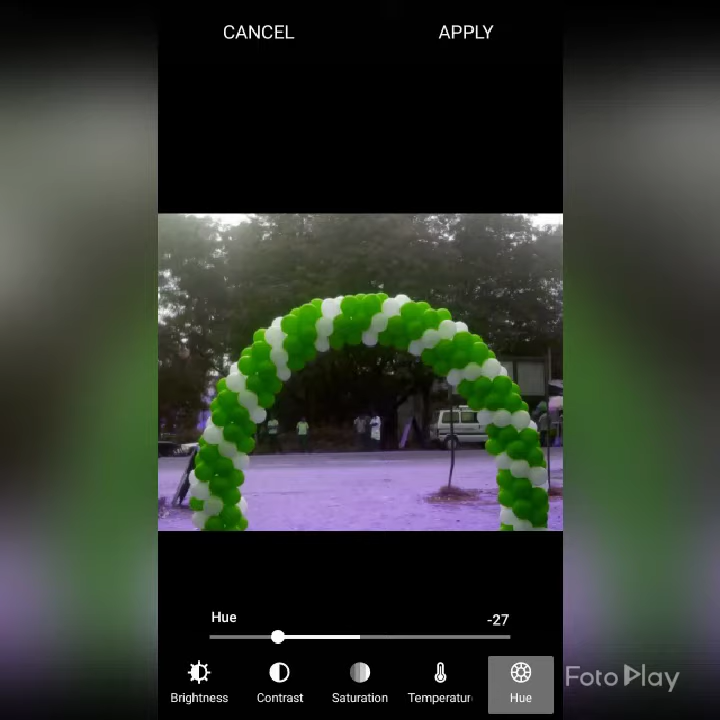 CANCEL APPLY
Hue -27
Brightness Contrast Saturation Temperatur Hue
FotoPlay